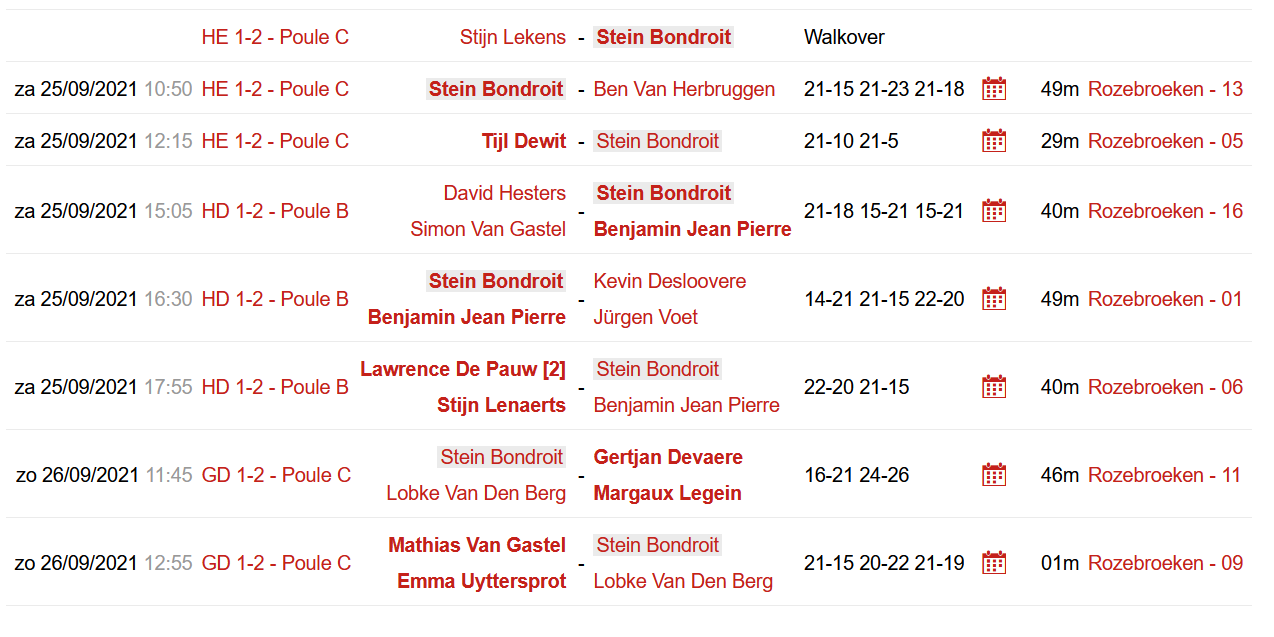 HE 1-2 - Poule C Stijn Lekens - Stein Bondroit Walkover
za 25/09/2021 10:50 HE 1-2 - Poule C Stein Bondroit - Ben Van Herbruggen 21-15 21-23 21-18 49m Rozebroeken - 13
za 25/09/2021 12:15 HE 1-2 - Poule C Tijl Dewit - Stein Bondroit 21-10 21-5 29m Rozebroeken - 05
David Hesters Stein Bondroit
za 25/09/2021 15:05 HD 1-2 - Poule B - 21-18 15-21 15-21 40m Rozebroeken - 16
Simon Van Gastel Benjamin Jean Pierre
Stein Bondroit Kevin Desloovere
za 25/09/2021 16:30 HD 1-2 - Poule B - 14-21 21-15 22-20 49m Rozebroeken - 01
Benjamin Jean Pierre Jürgen Voet
Lawrence De Pauw [2] Stein Bondroit
za 25/09/2021 17:55 HD 1-2 - Poule B - 22-20 21-15 40m Rozebroeken - 06
Stijn Lenaerts Benjamin Jean Pierre
Stein Bondroit Gertjan Devaere
zo 26/09/2021 11:45 GD 1-2 - Poule C - 16-21 24-26 46m Rozebroeken - 11
Lobke Van Den Berg Margaux Legein
Mathias Van Gastel Stein Bondroit
zo 26/09/2021 12:55 GD 1-2 - Poule C - 21-15 20-22 21-19 01m Rozebroeken - 09
Emma Uyttersprot Lobke Van Den Berg